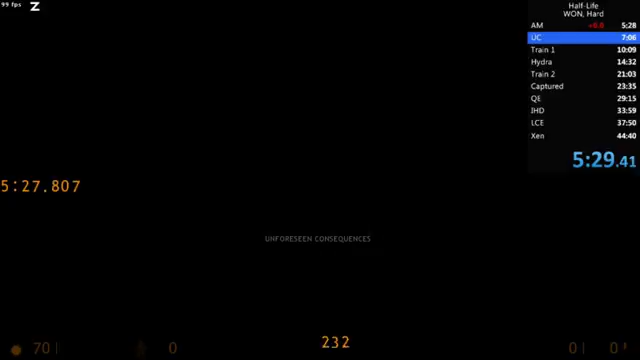 99 fps
Z
Half-Life
WON, Hard
AM +6.0 5:28
UC 7:06
Train 1 10:09
Hydra 14:32
Train 2 21:03
Captured 23:35
QE 29:15
IHD 33:59
LCE 37:50
Xen 44:40
5:29.41
5:27.807
UNFORESEEN CONSEQUENCES
70| 0 232 0| 0